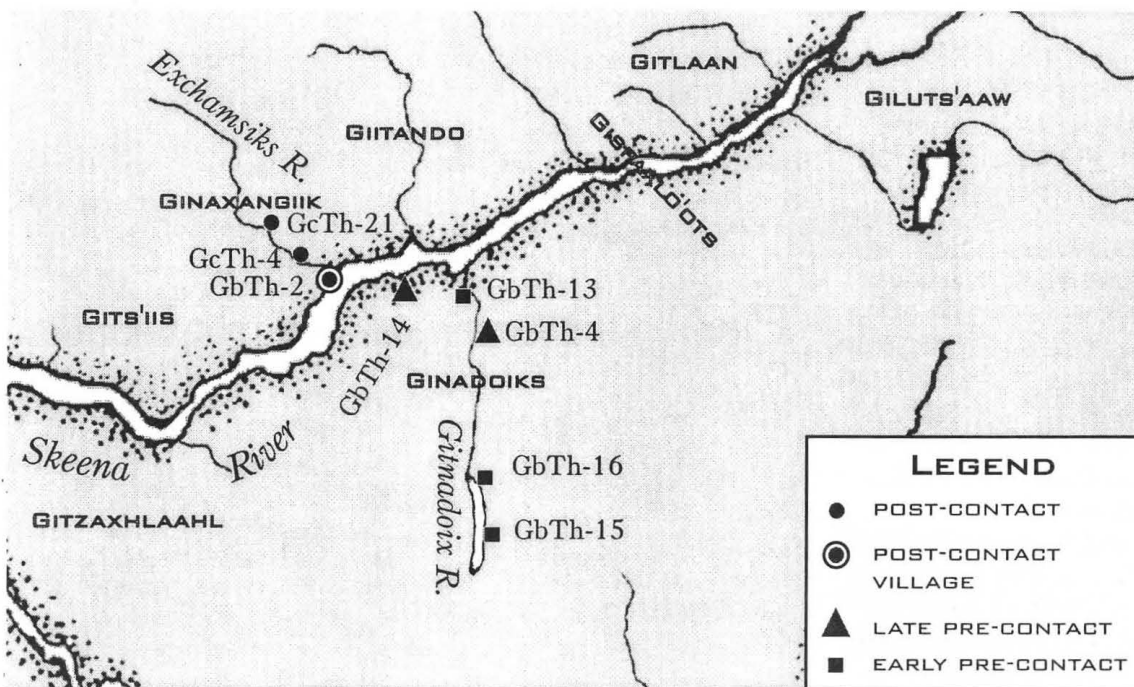 Exchamsiks R.
GIITANDO
GITLAAN
GILUTS'AAW
GINAXANGIIK
GcTh-21
GcTh-4
GbTh-2
GbTh-13
GbTh-4
GbTh-14
GITS'IIS
GINADOIKS
Skeena River
Gitnadoix R.
GbTh-16
GbTh-15
GITZAXHLAAHL
LEGEND
POST-CONTACT
POST-CONTACT
VILLAGE
LATE PRE-CONTACT
EARLY PRE-CONTACT